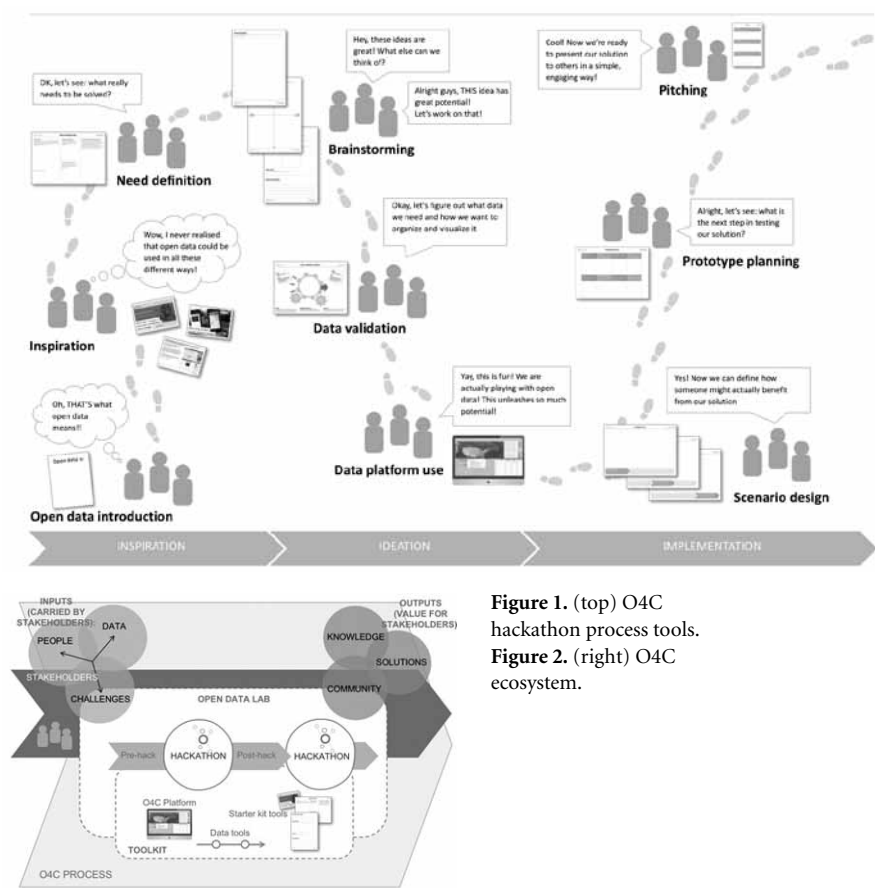 Cool! Now we're ready
to present our solution
to others in a simple,
engaging way!
Pitching
Hey, these ideas are
great! What else can we
think of?
Alright guys, THIS idea has
great potential!
Let's work on that!
Brainstorming
OK, let's see: what really
needs to be solved?
Need definition
Okay, let's figure out what data
we need and how we want to
organize and visualize it
Data validation
Alright, let's see: what is
the next step in testing
our solution?
Prototype planning
Wow, I never realised
that open data could be
used in all these
different ways!
Inspiration
Yay, this is fun! We are
actually playing with open
data! This unleashes so much
potential!
Data platform use
Yes! Now we can define how
someone might actually benefit
from our solution
Scenario design
Oh, THAT'S what
open data
means!!
Open data is
Open data introduction
INSPIRATION
IDEATION
IMPLEMENTATION
INPUTS
(CARRIED BY
STAKEHOLDERS):
DATA
PEOPLE
STAKEHOLDERS
CHALLENGES
OUTPUTS
(VALUE FOR
STAKEHOLDERS)
KNOWLEDGE
SOLUTIONS
COMMUNITY
OPEN DATA LAB
Pre-hack
HACKATHON
Post-hack
HACKATHON
O4C Platform
Starter kit tools
Data tools
TOOLKIT
O4C PROCESS
Figure 1. (top) O4C
hackathon process tools.
Figure 2. (right) O4C
ecosystem.